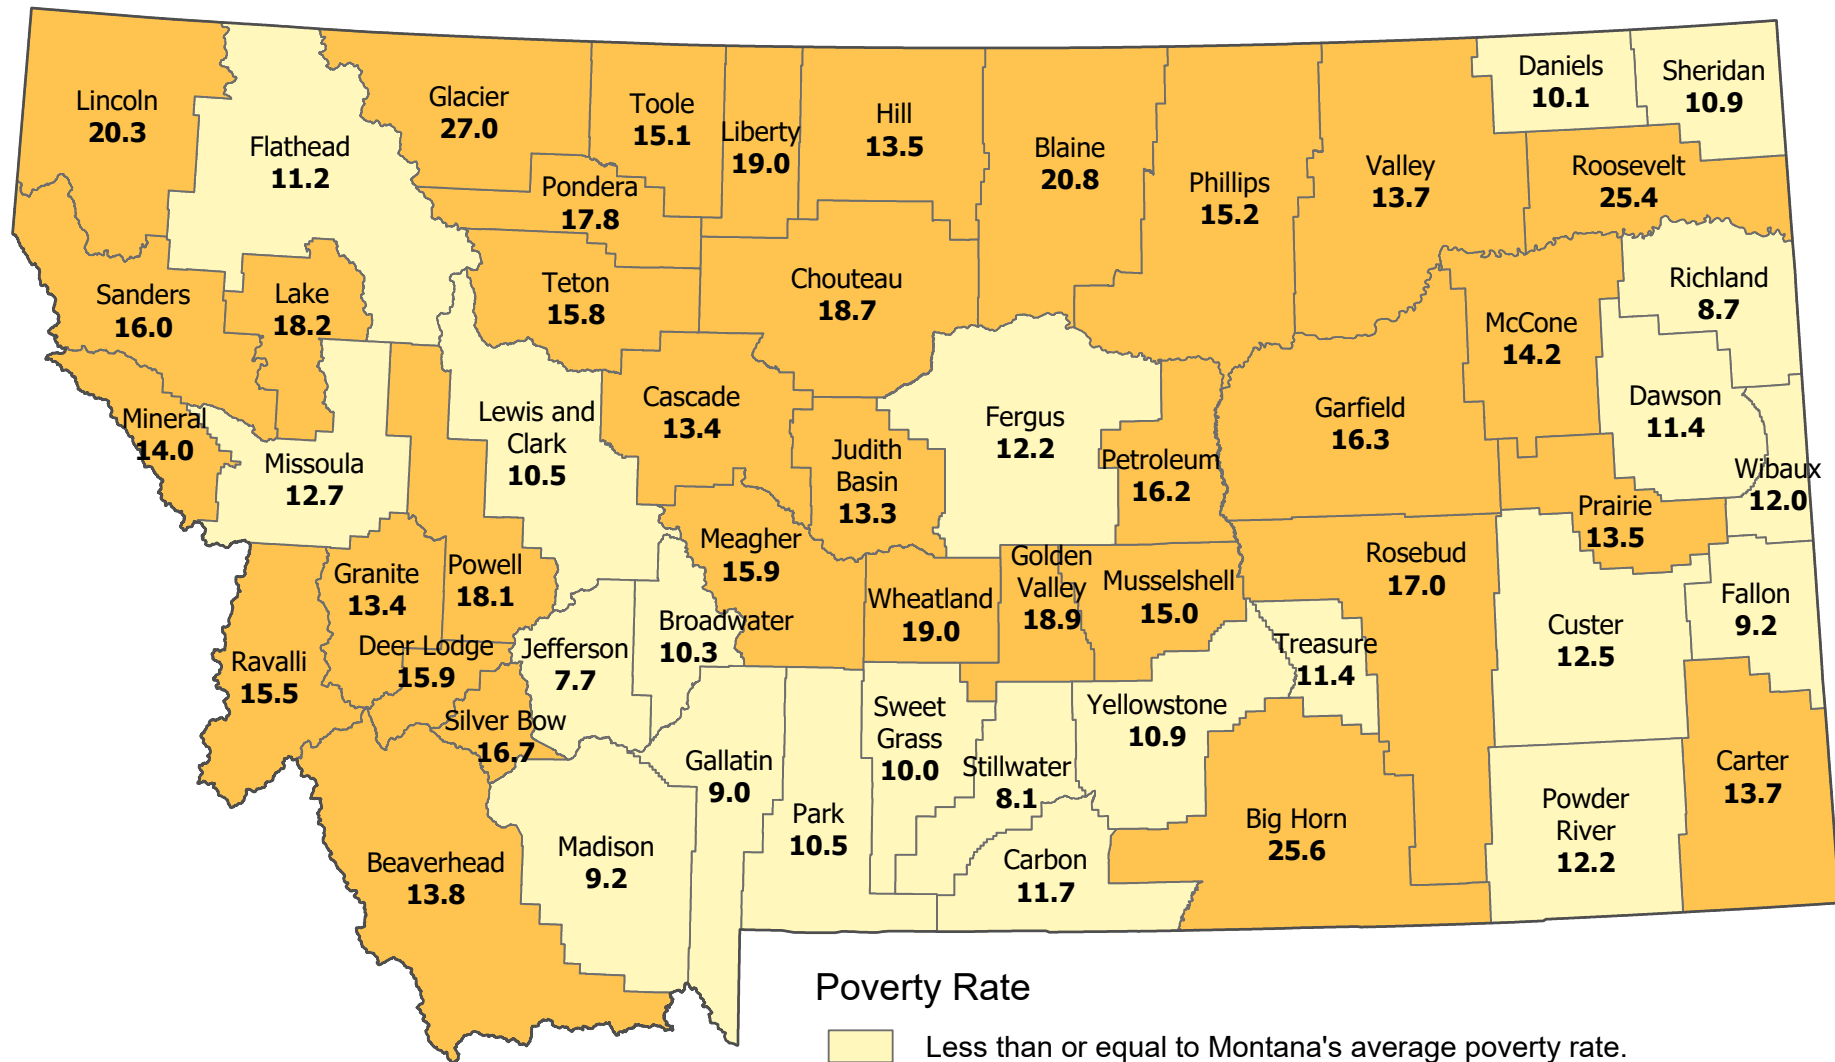 Lincoln
20.3
Flathead
11.2
Glacier
27.0
Toole
15.1
Liberty
19.0
Hill
13.5
Blaine
20.8
Phillips
15.2
Valley
13.7
Daniels
10.1
Sheridan
10.9
Roosevelt
25.4
Pondera
17.8
Teton
15.8
Chouteau
18.7
Sanders
16.0
Lake
18.2
McCone
14.2
Richland
8.7
Mineral
14.0
Missoula
12.7
Lewis and
Clark
10.5
Cascade
13.4
Judith
Basin
13.3
Fergus
12.2
Petroleum
16.2
Garfield
16.3
Dawson
11.4
Wibaux
12.0
Prairie
13.5
Granite
13.4
Powell
18.1
Meagher
15.9
Wheatland
19.0
Golden
Valley
18.9
Musselshell
15.0
Rosebud
17.0
Treasure
11.4
Custer
12.5
Fallon
9.2
Ravalli
15.5
Deer Lodge
15.9
Jefferson
7.7
Broadwater
10.3
Silver Bow
16.7
Gallatin
9.0
Park
10.5
Sweet
Grass
10.0
Stillwater
8.1
Yellowstone
10.9
Big Horn
25.6
Powder
River
12.2
Carter
13.7
Beaverhead
13.8
Madison
9.2
Carbon
11.7
Poverty Rate
Less than or equal to Montana's average poverty rate.